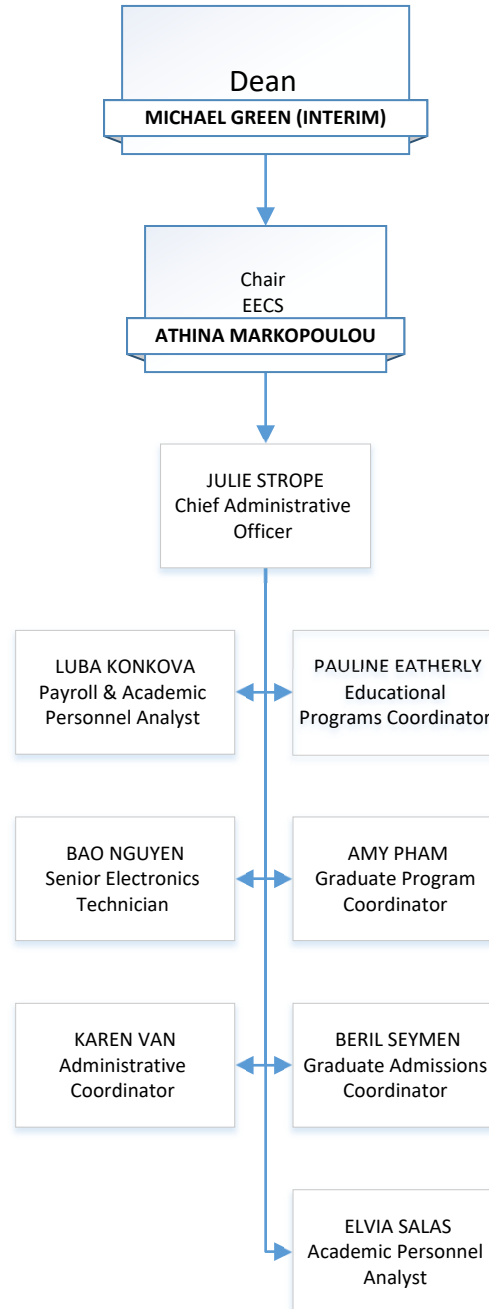 Dean
MICHAEL GREEN (INTERIM)
Chair
EECS
ATHINA MARKOPOULOU
JULIE STROPE
Chief Administrative
Officer
LUBA KONKOVA
Payroll & Academic
Personnel Analyst
PAULINE EATHERLY
Educational
Programs Coordinator
BAO NGUYEN
Senior Electronics
Technician
AMY PHAM
Graduate Program
Coordinator
KAREN VAN
Administrative
Coordinator
BERIL SEYMEN
Graduate Admissions
Coordinator
ELVIA SALAS
Academic Personnel
Analyst